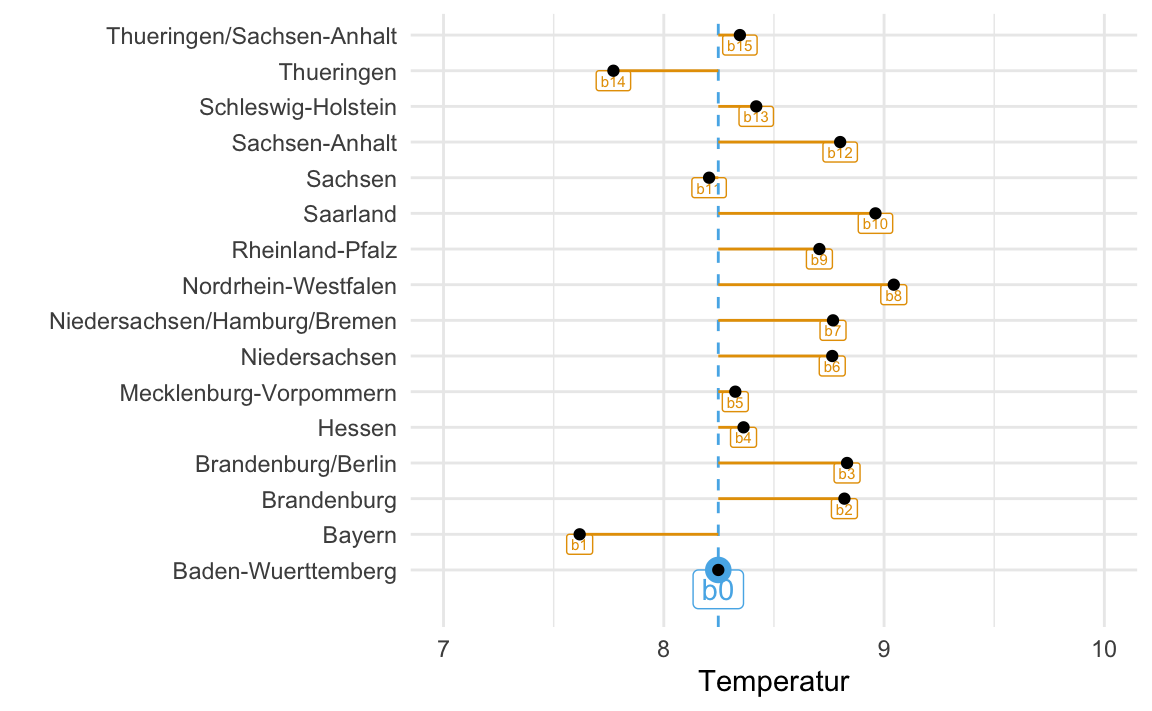 Thueringen/Sachsen-Anhalt
b15
Thueringen
b14
Schleswig-Holstein
b13
Sachsen-Anhalt
b12
Sachsen
b11
Saarland
b10
Rheinland-Pfalz
b9
Nordrhein-Westfalen
b8
Niedersachsen/Hamburg/Bremen
b7
Niedersachsen
b6
Mecklenburg-Vorpommern
b5
Hessen
b4
Brandenburg/Berlin
b3
Brandenburg
b2
Bayern
b1
Baden-Wuerttemberg
b0
7 8 9 10
Temperatur